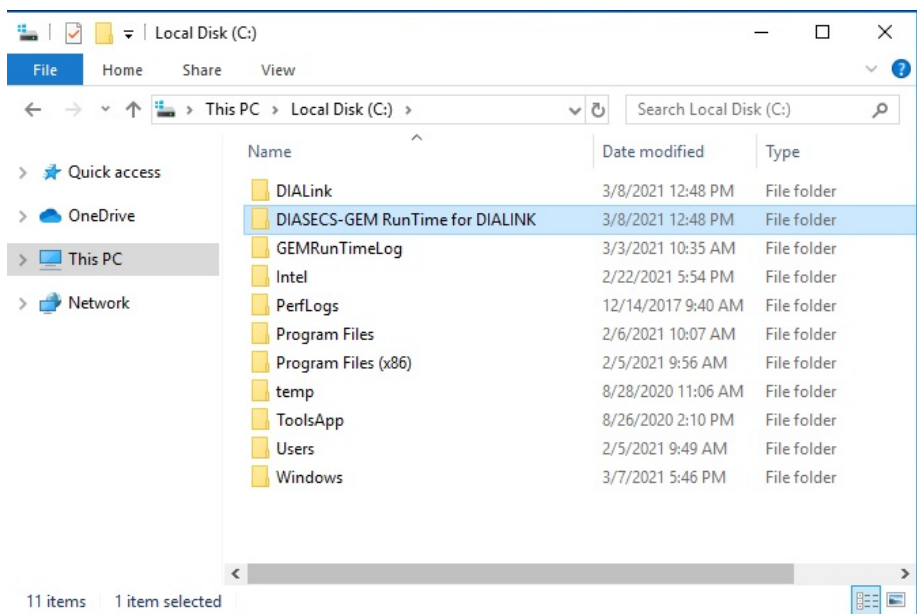 Local Disk (C:)
File Home Share View
This PC > Local Disk (C:) >
Search Local Disk (C:)
Quick access
OneDrive
This PC
Network
Name Date modified Type
DIALink 3/8/2021 12:48 PM File folder
DIASECS-GEM RunTime for DIALINK 3/8/2021 12:48 PM File folder
GEMRunTimeLog 3/3/2021 10:35 AM File folder
Intel 2/22/2021 5:54 PM File folder
PerfLogs 12/14/2017 9:40 AM File folder
Program Files 2/6/2021 10:07 AM File folder
Program Files (x86) 2/5/2021 9:56 AM File folder
temp 8/28/2020 11:06 AM File folder
ToolsApp 8/26/2020 2:10 PM File folder
Users 2/5/2021 9:49 AM File folder
Windows 3/7/2021 5:46 PM File folder
11 items 1 item selected